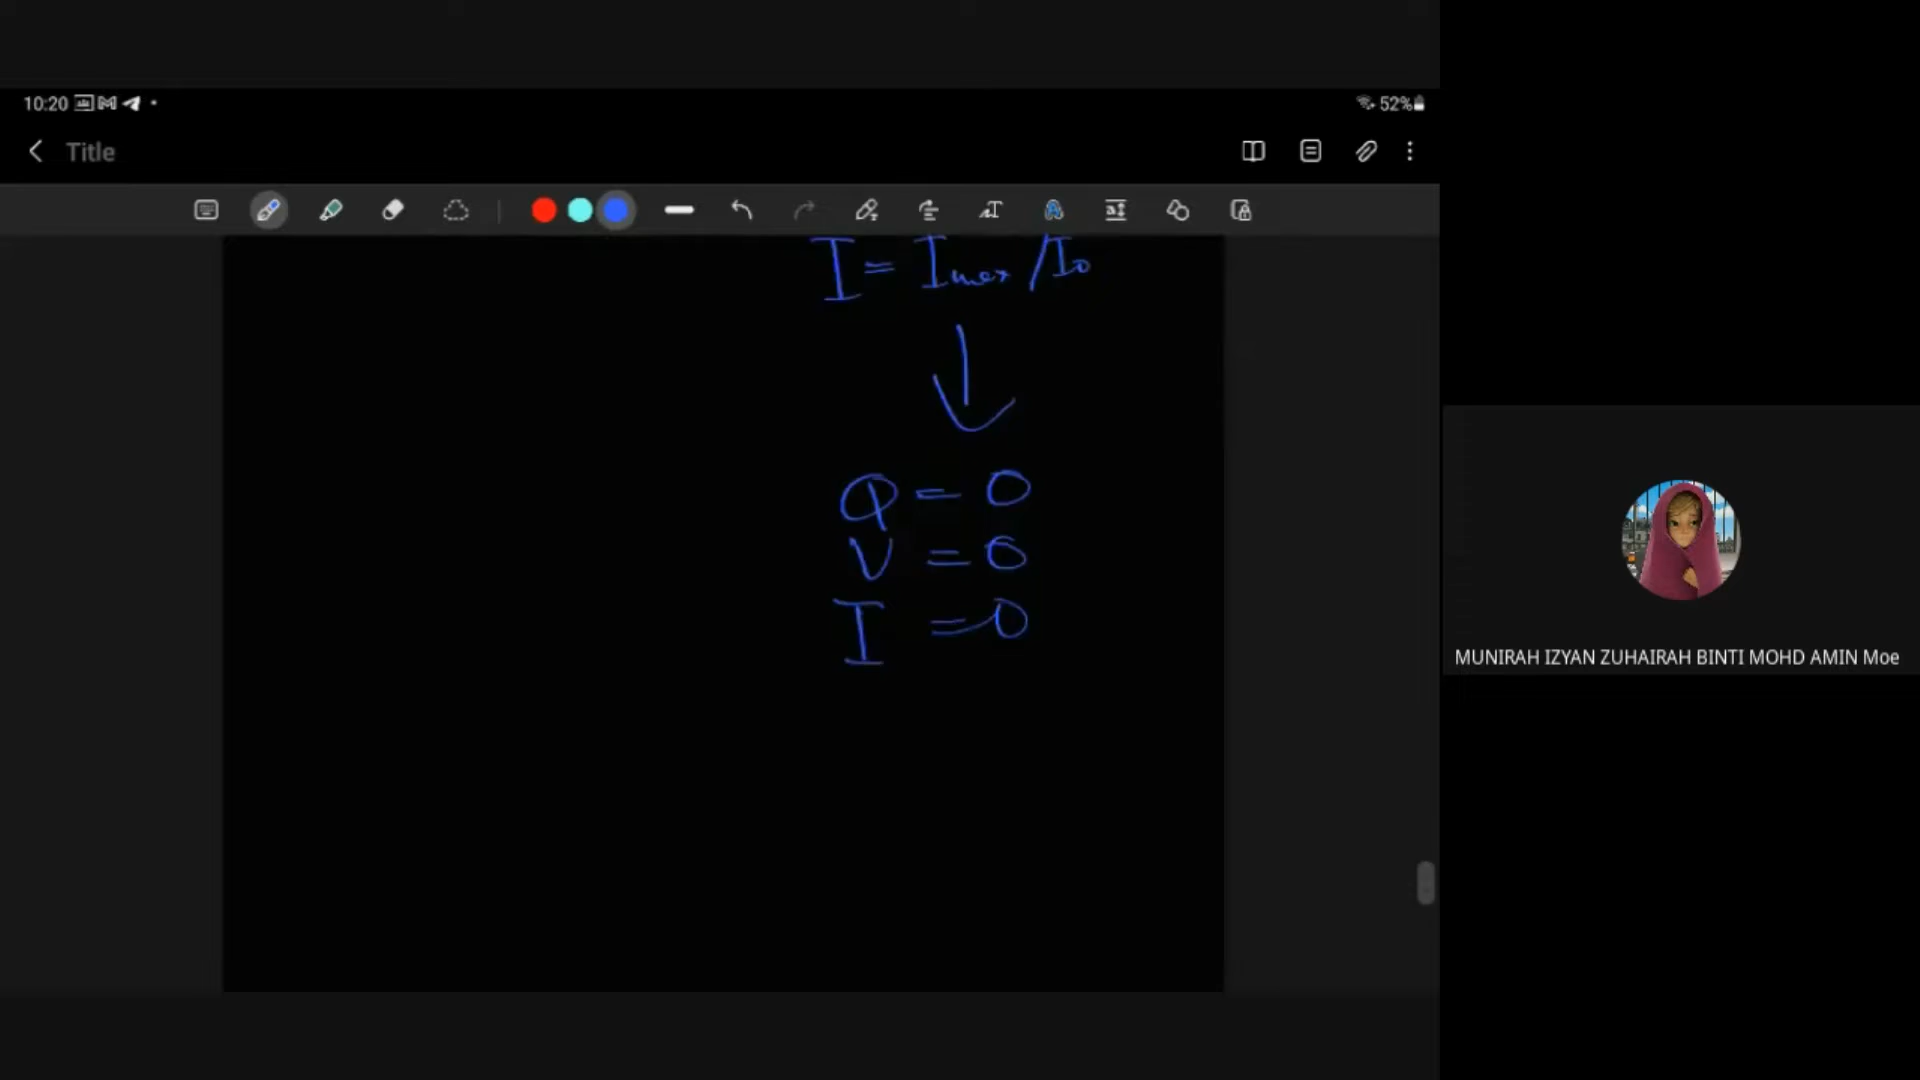 10:20
52%
Title
I = Imax / I0
Q = 0
V = 0
I = 0
MUNIRAH IZYAN ZUHAIRAH BINTI MOHD AMIN Moe